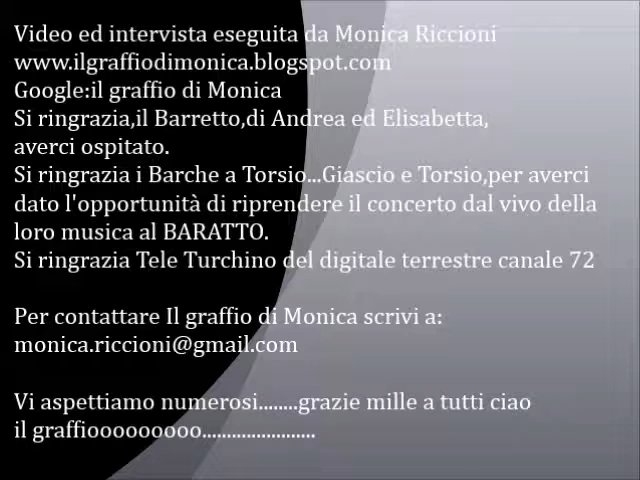 Video ed intervista eseguita da Monica Riccioni
www.ilgraffiodimonica.blogspot.com
Google:il graffio di Monica
Si ringrazia,il Barretto,di Andrea ed Elisabetta,
averci ospitato.
Si ringrazia i Barche a Torsio...Giascio e Torsio,per averci
dato l'opportunità di riprendere il concerto dal vivo della
loro musica al BARATTO.
Si ringrazia Tele Turchino del digitale terrestre canale 72
Per contattare Il graffio di Monica scrivi a:
monica.riccioni@gmail.com
Vi aspettiamo numerosi........grazie mille a tutti ciao
il graffiooooooooo.......................